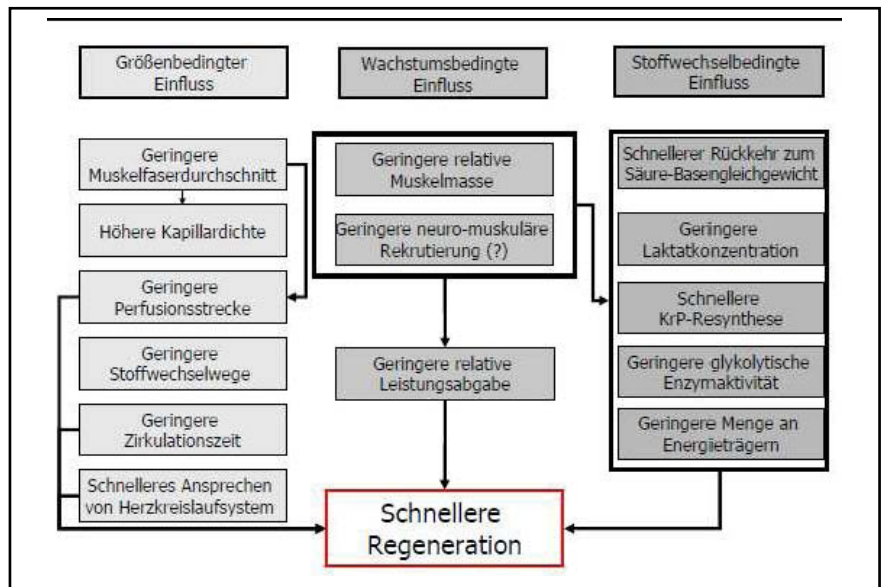 Größenbedingter
Einfluss
Geringere
Muskelfaserdurchschnitt
Höhere Kapillardichte
Geringere
Perfusionsstrecke
Geringere
Stoffwechselwege
Geringere
Zirkulationszeit
Schnelleres Ansprechen
von Herzkreislaufsystem
Wachstumsbedingte
Einfluss
Geringere relative
Muskelmasse
Geringere neuro-muskuläre
Rekrutierung (?)
Geringere relative
Leistungsabgabe
Schnellere
Regeneration
Stoffwechselbedingte
Einfluss
Schnellerer Rückkehr zum
Säure-Basengleichgewicht
Geringere
Laktatkonzentration
Schnellere
KrP-Resynthese
Geringere glykolytische
Enzymaktivität
Geringere Menge an
Energieträgern